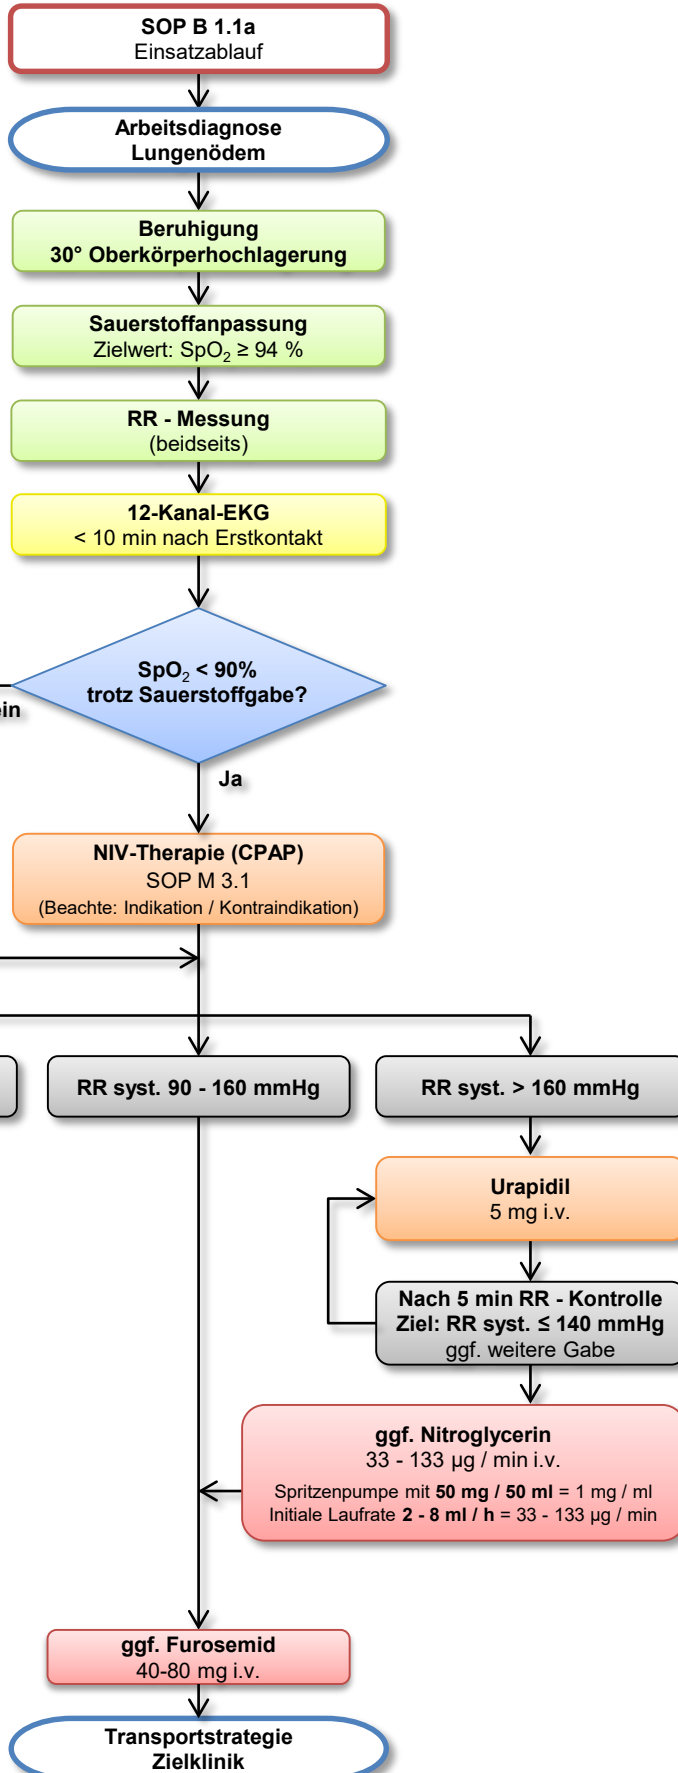 SOP B 1.1a
Einsatzablauf
Arbeitsdiagnose
Lungenödem
Beruhigung
30° Oberkörperhochlagerung
Sauerstoffanpassung
Zielwert: SpO₂ ≥ 94 %
RR - Messung
(beidseits)
12-Kanal-EKG
< 10 min nach Erstkontakt
SpO₂ < 90%
trotz Sauerstoffgabe?
ein
Ja
NIV-Therapie (CPAP)
SOP M 3.1
(Beachte: Indikation / Kontraindikation)
RR syst. 90 - 160 mmHg
RR syst. > 160 mmHg
Urapidil
5 mg i.v.
Nach 5 min RR - Kontrolle
Ziel: RR syst. ≤ 140 mmHg
ggf. weitere Gabe
ggf. Nitroglycerin
33 - 133 µg / min i.v.
Spritzenpumpe mit 50 mg / 50 ml = 1 mg / ml
Initiale Laufrate 2 - 8 ml / h = 33 - 133 µg / min
ggf. Furosemid
40-80 mg i.v.
Transportstrategie
Zielklinik